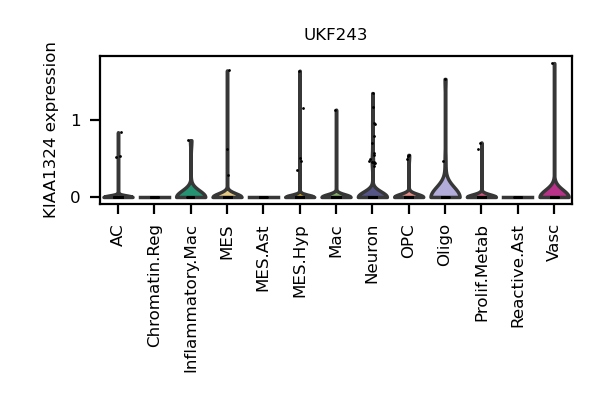 UKF243
KIAA1324 expression
1
0
AC
Chromatin.Reg
Inflammatory.Mac
MES
MES.Ast
MES.Hyp
Mac
Neuron
OPC
Oligo
Prolif.Metab
Reactive.Ast
Vasc